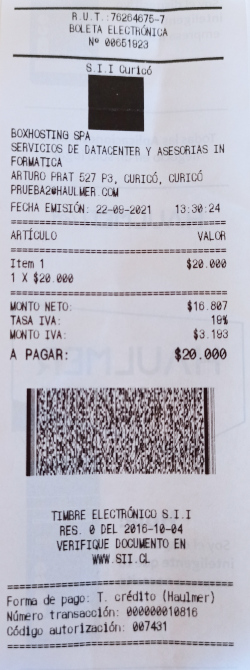 R.U.T.:76264675-7
BOLETA ELECTRÓNICA
Nº 00651923
S.I.I Curicó
BOXHOSTING SPA
SERVICIOS DE DATACENTER Y ASESORIAS IN
FORMATICA
ARTURO PRAT 527 P3, CURICÓ, CURICÓ
PRUEBA2@HAULMER.COM
FECHA EMISIÓN: 22-09-2021 13:30:24
ARTÍCULO VALOR
Item 1 $20.000
1 X $20.000
MONTO NETO: $16.807
TASA IVA: 19%
MONTO IVA: $3.193
A PAGAR: $20.000
TIMBRE ELECTRÓNICO S.I.I
RES. 0 DEL 2016-10-04
VERIFIQUE DOCUMENTO EN
WWW.SII.CL
Forma de pago: T. crédito (Haulmer)
Número transacción: 000000010816
Código autorización: 007431